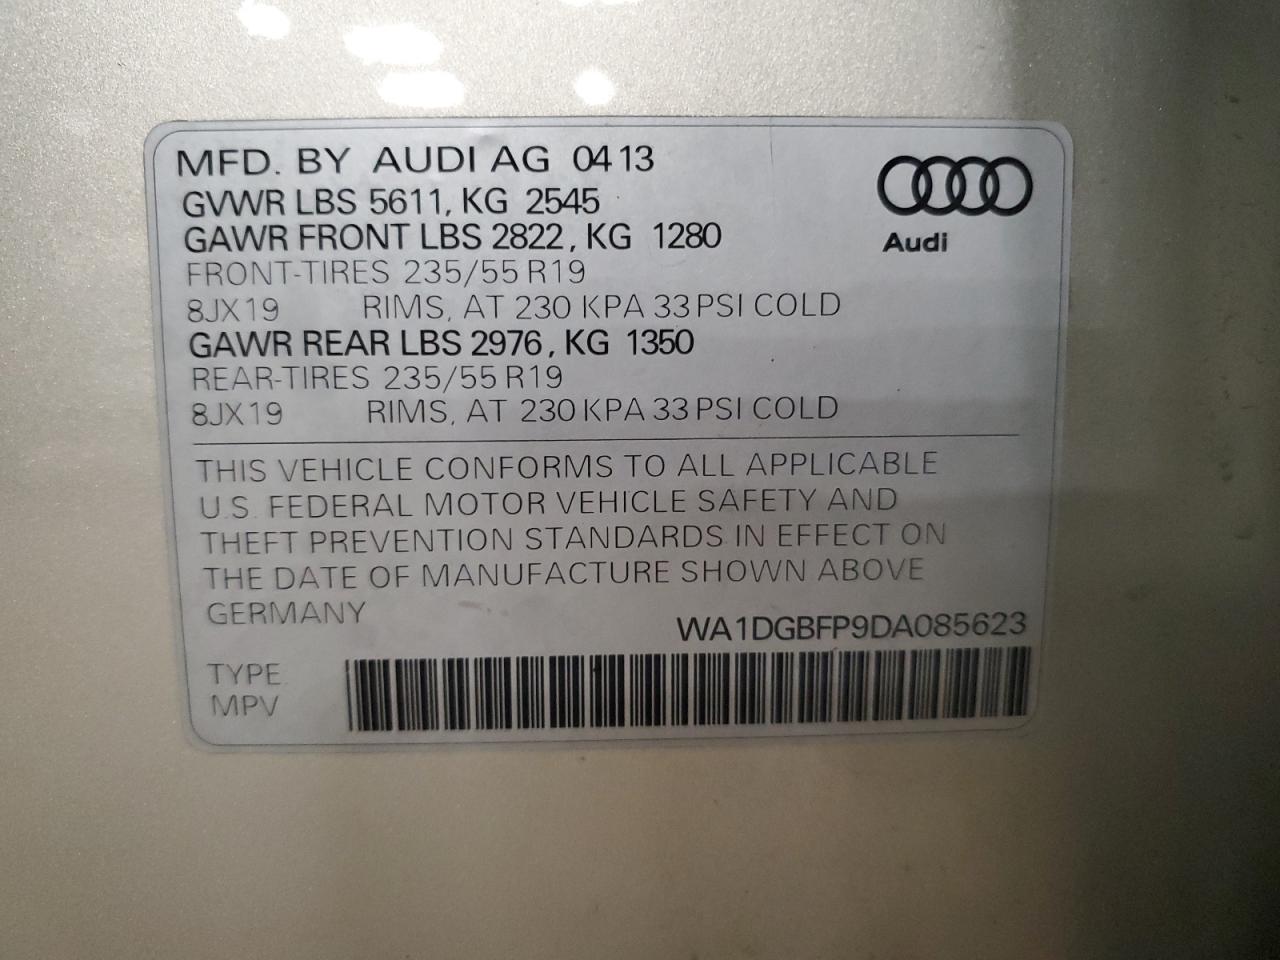 MFD. BY AUDI AG 04 13
GVWR LBS 5611, KG 2545
GAWR FRONT LBS 2822, KG 1280
Audi
FRONT-TIRES 235/55 R19
8JX19 RIMS, AT 230 KPA 33 PSI COLD
GAWR REAR LBS 2976, KG 1350
REAR-TIRES 235/55 R19
8JX19 RIMS, AT 230 KPA 33 PSI COLD
THIS VEHICLE CONFORMS TO ALL APPLICABLE
U.S. FEDERAL MOTOR VEHICLE SAFETY AND
THEFT PREVENTION STANDARDS IN EFFECT ON
THE DATE OF MANUFACTURE SHOWN ABOVE
GERMANY
WA1DGBFP9DA085623
TYPE
MPV